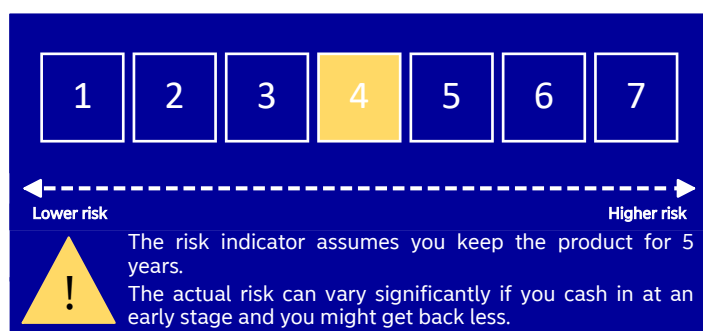 1 2 3 4 5 6 7
Lower risk Higher risk
! The risk indicator assumes you keep the product for 5
years.
The actual risk can vary significantly if you cash in at an
early stage and you might get back less.